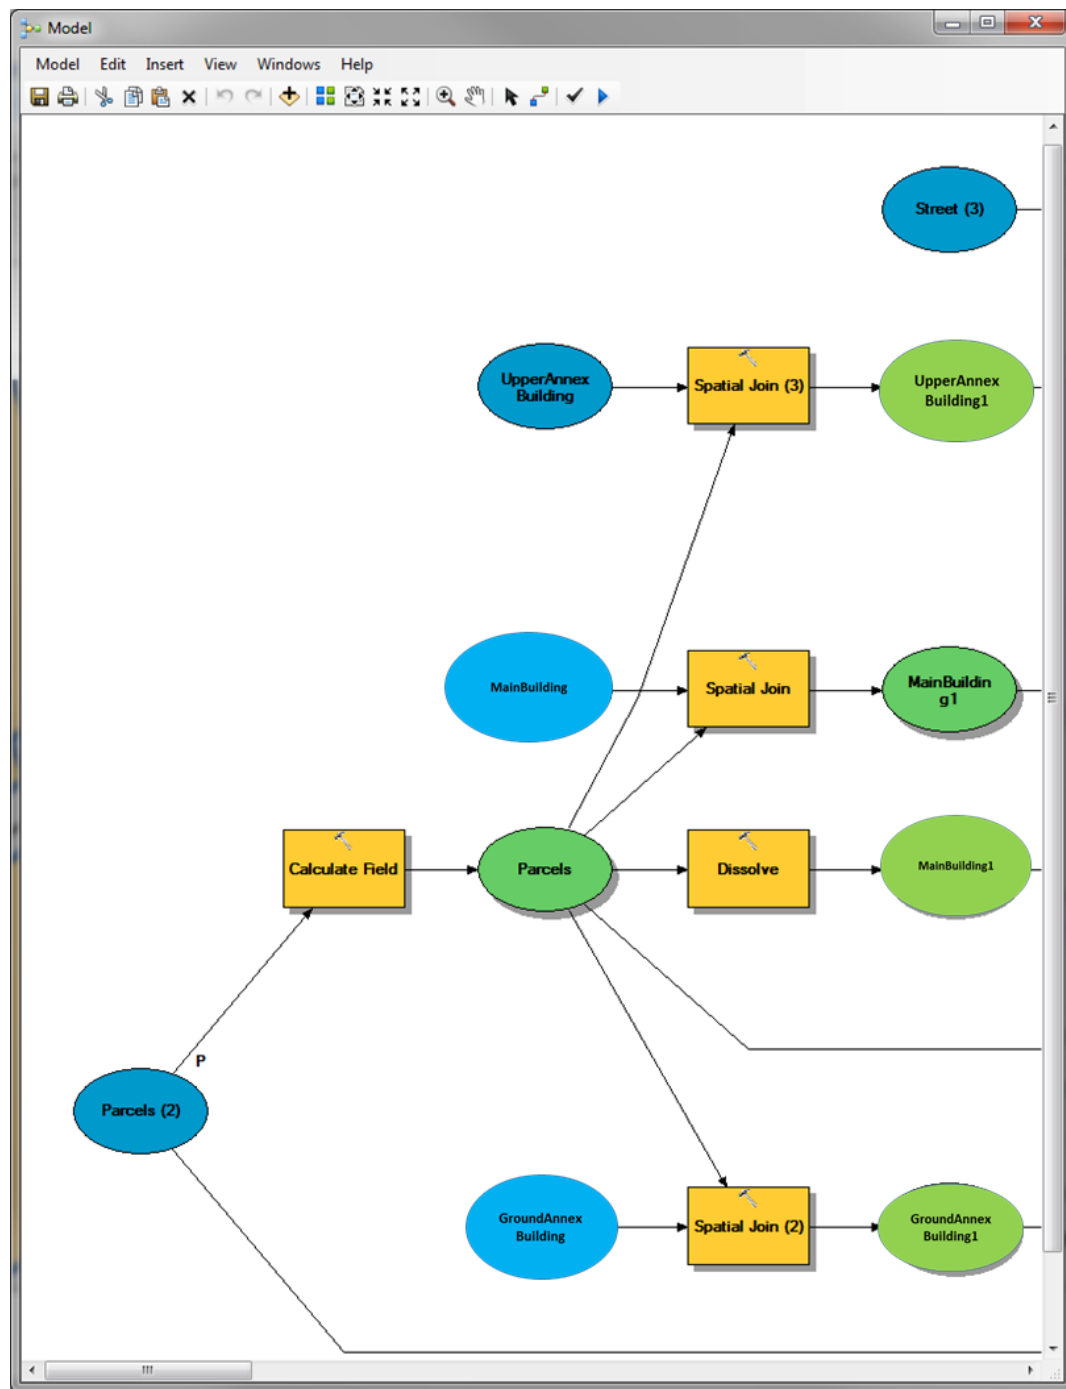 Model
Model Edit Insert View Windows Help
Street (3)
UpperAnnex
Building
Spatial Join (3)
UpperAnnex
Building1
MainBuilding
Spatial Join
MainBuildin
g1
Calculate Field
Parcels
Dissolve
MainBuilding1
P
Parcels (2)
GroundAnnex
Building
Spatial Join (2)
GroundAnnex
Building1